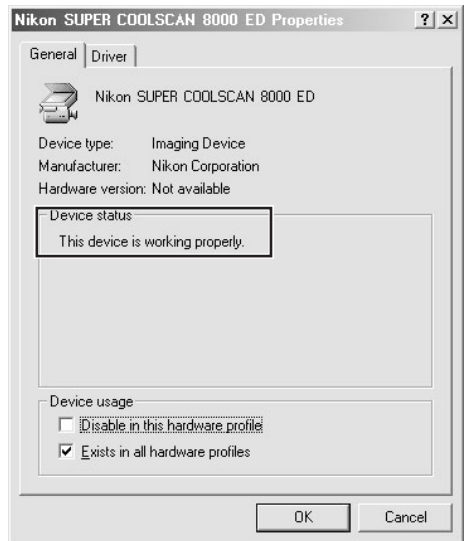 Nikon SUPER COOLSCAN 8000 ED Properties ? ×
General Driver
Nikon SUPER COOLSCAN 8000 ED
Device type: Imaging Device
Manufacturer: Nikon Corporation
Hardware version: Not available
Device status
This device is working properly.
Device usage
Disable in this hardware profile
Exists in all hardware profiles
OK Cancel